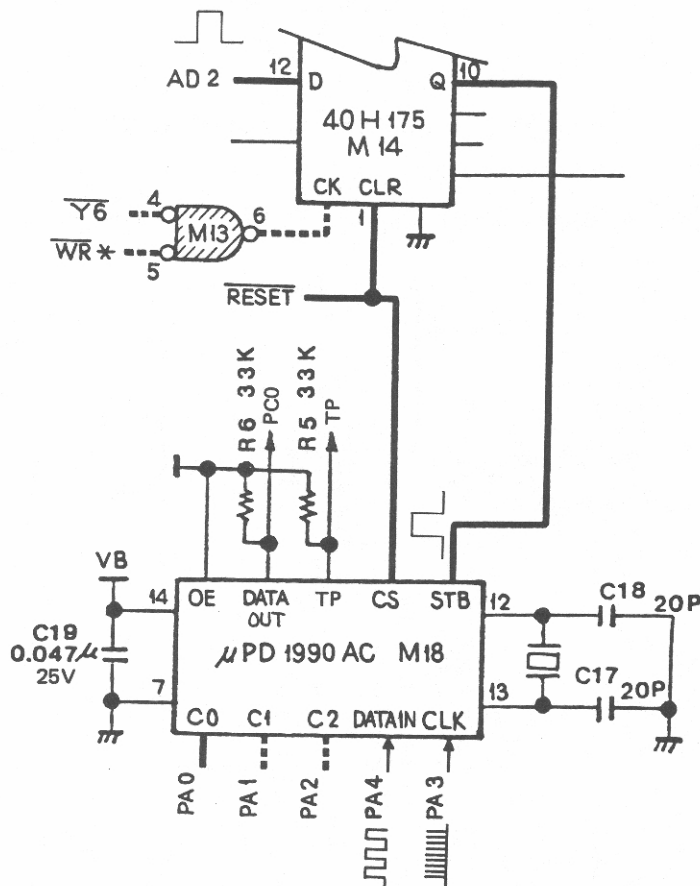 12
10
AD 2
D
Q
40 H 175
M 14
CK CLR
Y6
4
M13
6
1
WR *
5
RESET
R6 33K
PC0
R5 33K
TP
VB
14
OE
DATA OUT
TP
CS
STB
12
C18
20P
C19
0.047μ
25V
μPD 1990 AC M18
7
13
C17
20P
C0
C1
C2
DATAIN
CLK
PA0
PA1
PA2
PA4
PA3